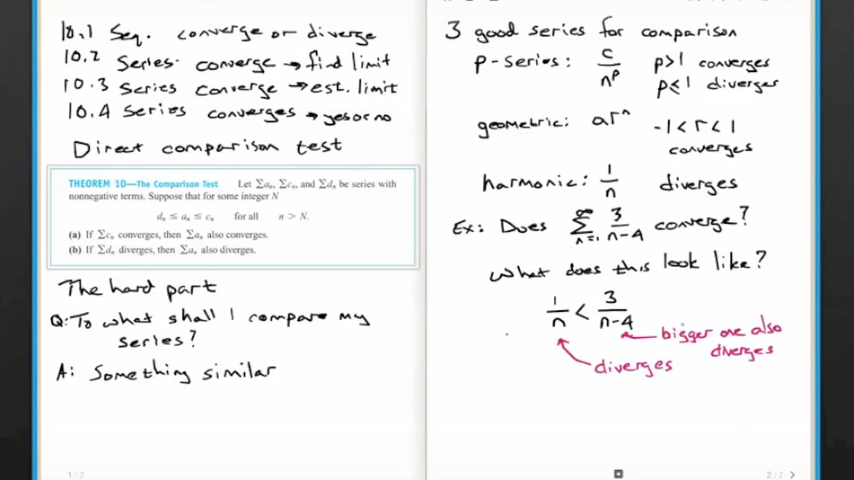 10.1 Seq. converge or diverge
10.2 Series converge → find limit
10.3 Series converge → est. limit
10.4 Series converges → yes or no
Direct comparison test
THEOREM 10—The Comparison Test Let Σaₙ, Σcₙ, and Σdₙ be series with
nonnegative terms. Suppose that for some integer N
dₙ ≤ aₙ ≤ cₙ for all n > N.
(a) If Σcₙ converges, then Σaₙ also converges.
(b) If Σdₙ diverges, then Σaₙ also diverges.
The hard part
Q: To what shall I compare my
series?
A: Something similar
1/2
3 good series for comparison
p-series: c/nᵖ p>1 converges
p≤1 diverges
geometric: arⁿ -1<r<1
converges
harmonic: 1/n diverges
Ex: Does Σ_{n=1}^{∞} 3/(n-4) converge?
What does this look like?
1/n < 3/(n-4)
bigger one also
diverges
diverges